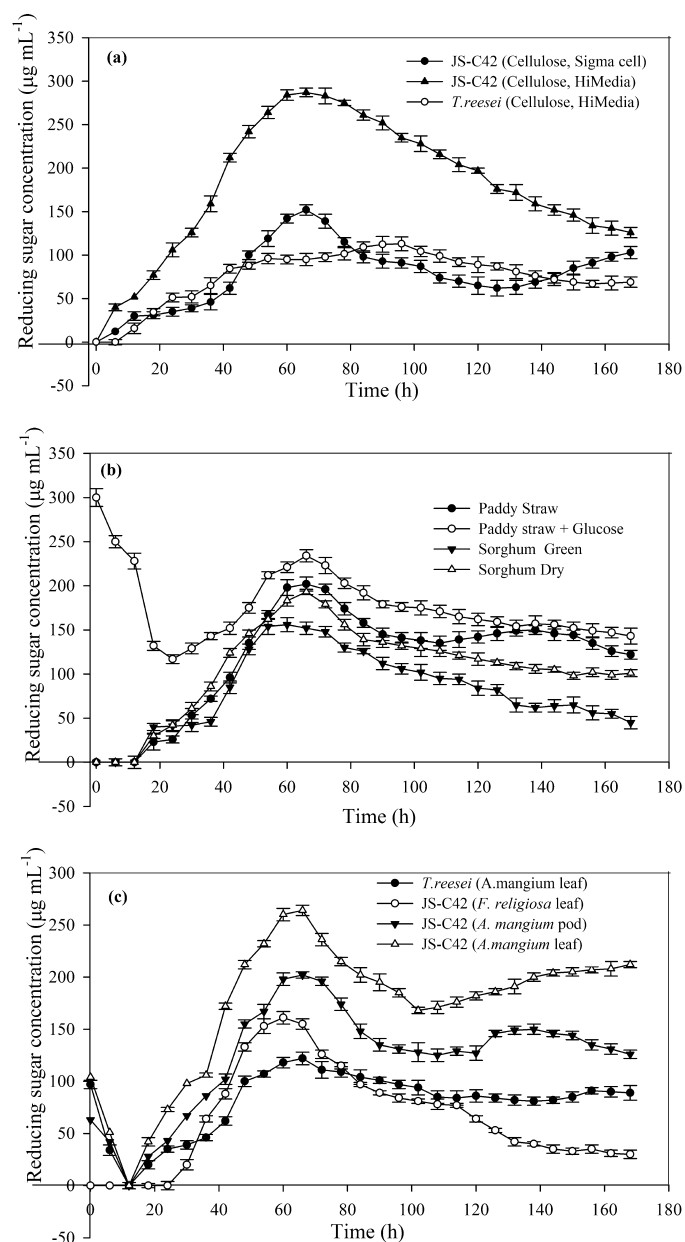 (a)
JS-C42 (Cellulose, Sigma cell)
JS-C42 (Cellulose, HiMedia)
T.reesei (Cellulose, HiMedia)
Reducing sugar concentration (µg mL⁻¹)
350
300
250
200
150
100
50
0
-50
0 20 40 60 80 100 120 140 160 180
Time (h)
(b)
Paddy Straw
Paddy straw + Glucose
Sorghum Green
Sorghum Dry
Reducing sugar concentration (µg mL⁻¹)
350
300
250
200
150
100
50
0
-50
0 20 40 60 80 100 120 140 160 180
Time (h)
(c)
T.reesei (A.mangium leaf)
JS-C42 (F. religiosa leaf)
JS-C42 (A. mangium pod)
JS-C42 (A.mangium leaf)
Reducing sugar concentration (µg mL⁻¹)
300
250
200
150
100
50
0
-50
0 20 40 60 80 100 120 140 160 180
Time (h)